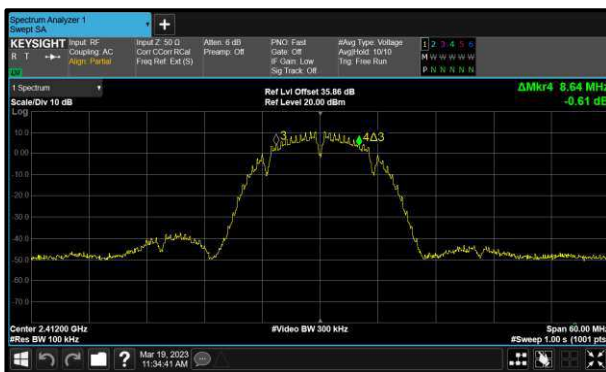 Spectrum Analyzer 1
Swept SA
+
KEYSIGHT
R T
Input: RF
Coupling: AC
Align: Partial
Input Z: 50 Ω
Corr CCorr RCal
Freq Ref: Ext (S)
Atten: 6 dB
Preamp: Off
PNO: Fast
Gate: Off
IF Gain: Low
Sig Track: Off
#Avg Type: Voltage
Avg|Hold: 10/10
Trig: Free Run
1 2 3 4 5 6
M W W W W W
P N N N N N
1 Spectrum
Scale/Div 10 dB
Ref Lvl Offset 35.86 dB
Ref Level 20.00 dBm
ΔMkr4 8.64 MHz
-0.61 dB
Log
10.0
0.00
-10.0
-20.0
-30.0
-40.0
-50.0
-60.0
-70.0
3
4Δ3
Center 2.41200 GHz
#Video BW 300 kHz
Span 60.00 MHz
#Res BW 100 kHz
#Sweep 1.00 s (1001 pts)
?
Mar 19, 2023
11:34:41 AM